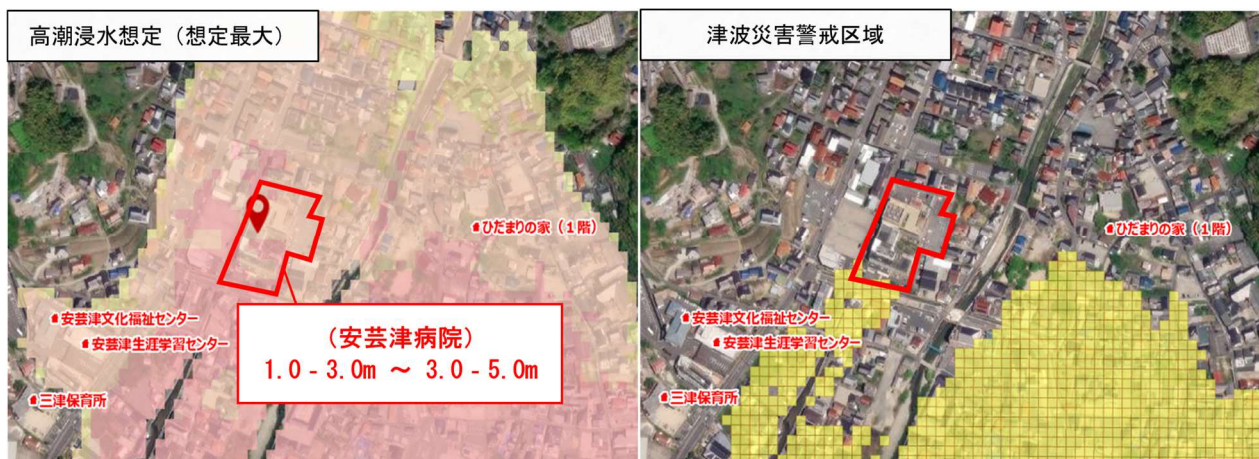 高潮浸水想定（想定最大）
ひだまりの家（1階）
（安芸津病院）
1.0 - 3.0m ～ 3.0 - 5.0m
安芸津文化福祉センター
安芸津生涯学習センター
三津保育所
津波災害警戒区域
ひだまりの家（1階）
安芸津文化福祉センター
安芸津生涯学習センター
三津保育所